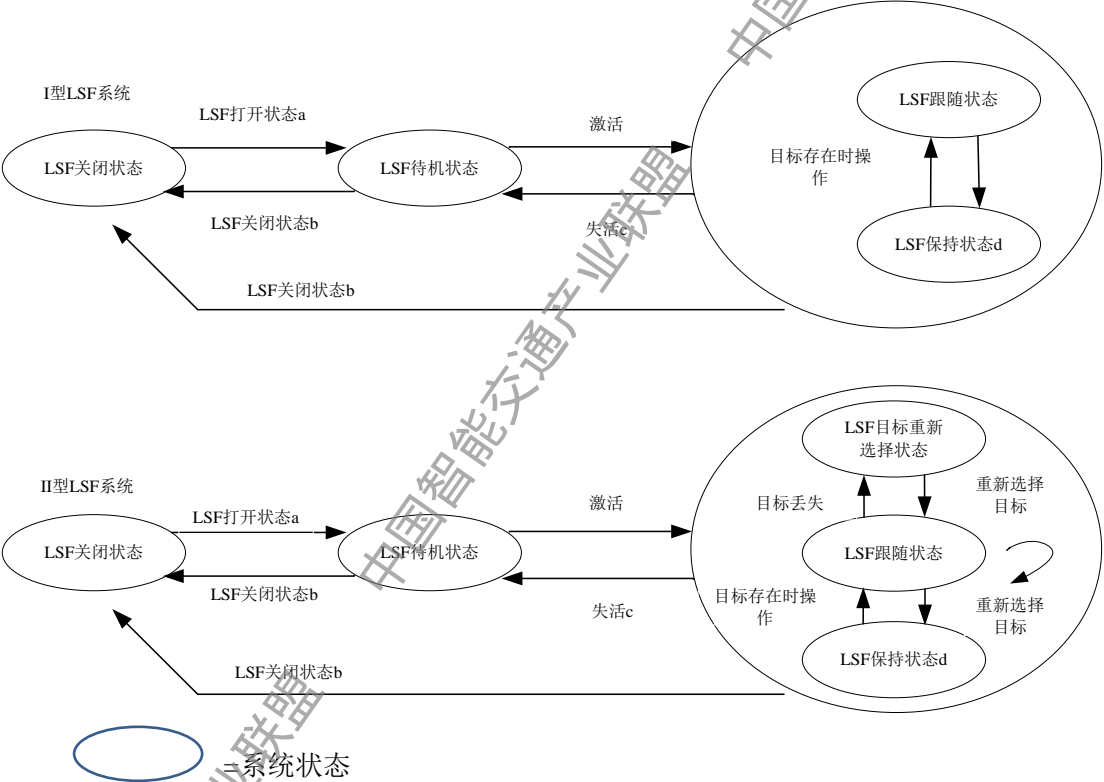 I型LSF系统
LSF打开状态a
激活
LSF关闭状态
LSF待机状态
LSF关闭状态b
失活c
LSF关闭状态b
LSF跟随状态
目标存在时操
作
LSF保持状态d
II型LSF系统
LSF打开状态a
激活
LSF关闭状态
LSF待机状态
LSF关闭状态b
失活c
LSF关闭状态b
LSF目标重新
选择状态
目标丢失
重新选择
目标
LSF跟随状态
目标存在时操
作
重新选择
目标
LSF保持状态d
=系统状态
中国智能交通产业联盟
中国
业联盟